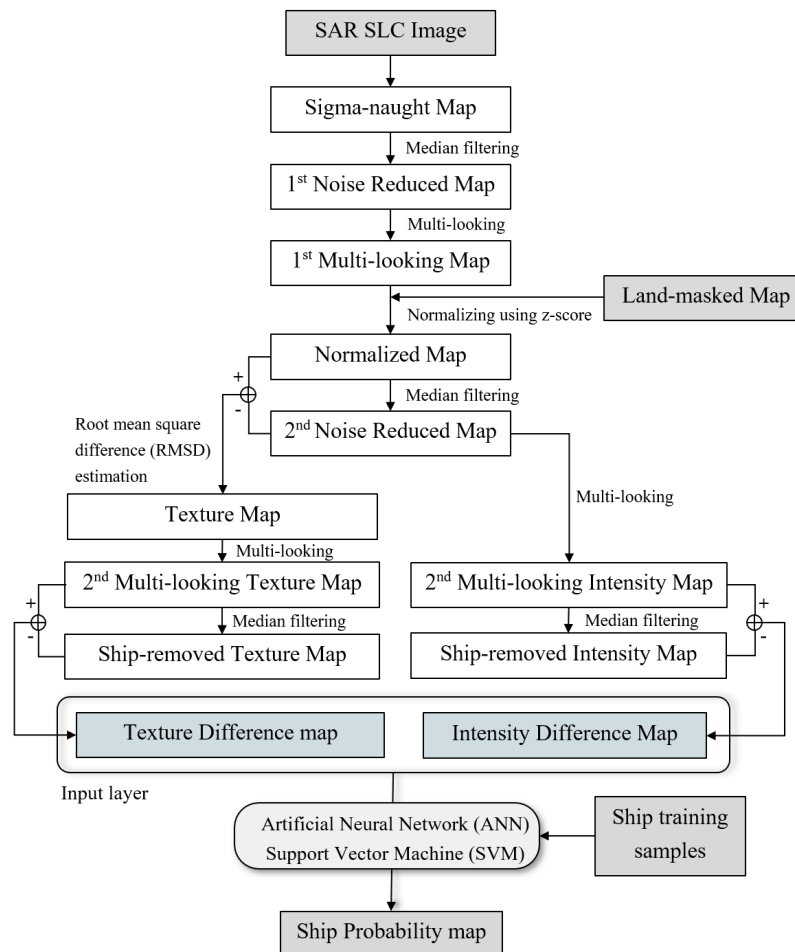 SAR SLC Image
Sigma-naught Map
Median filtering
1st Noise Reduced Map
Multi-looking
1st Multi-looking Map
Land-masked Map
Normalizing using z-score
Normalized Map
+
Median filtering
-
2nd Noise Reduced Map
Root mean square
difference (RMSD)
estimation
Multi-looking
Texture Map
Multi-looking
2nd Multi-looking Texture Map
+
Median filtering
-
Ship-removed Texture Map
2nd Multi-looking Intensity Map
+
Median filtering
-
Ship-removed Intensity Map
Texture Difference map
Intensity Difference Map
Input layer
Artificial Neural Network (ANN)
Support Vector Machine (SVM)
Ship training
samples
Ship Probability map